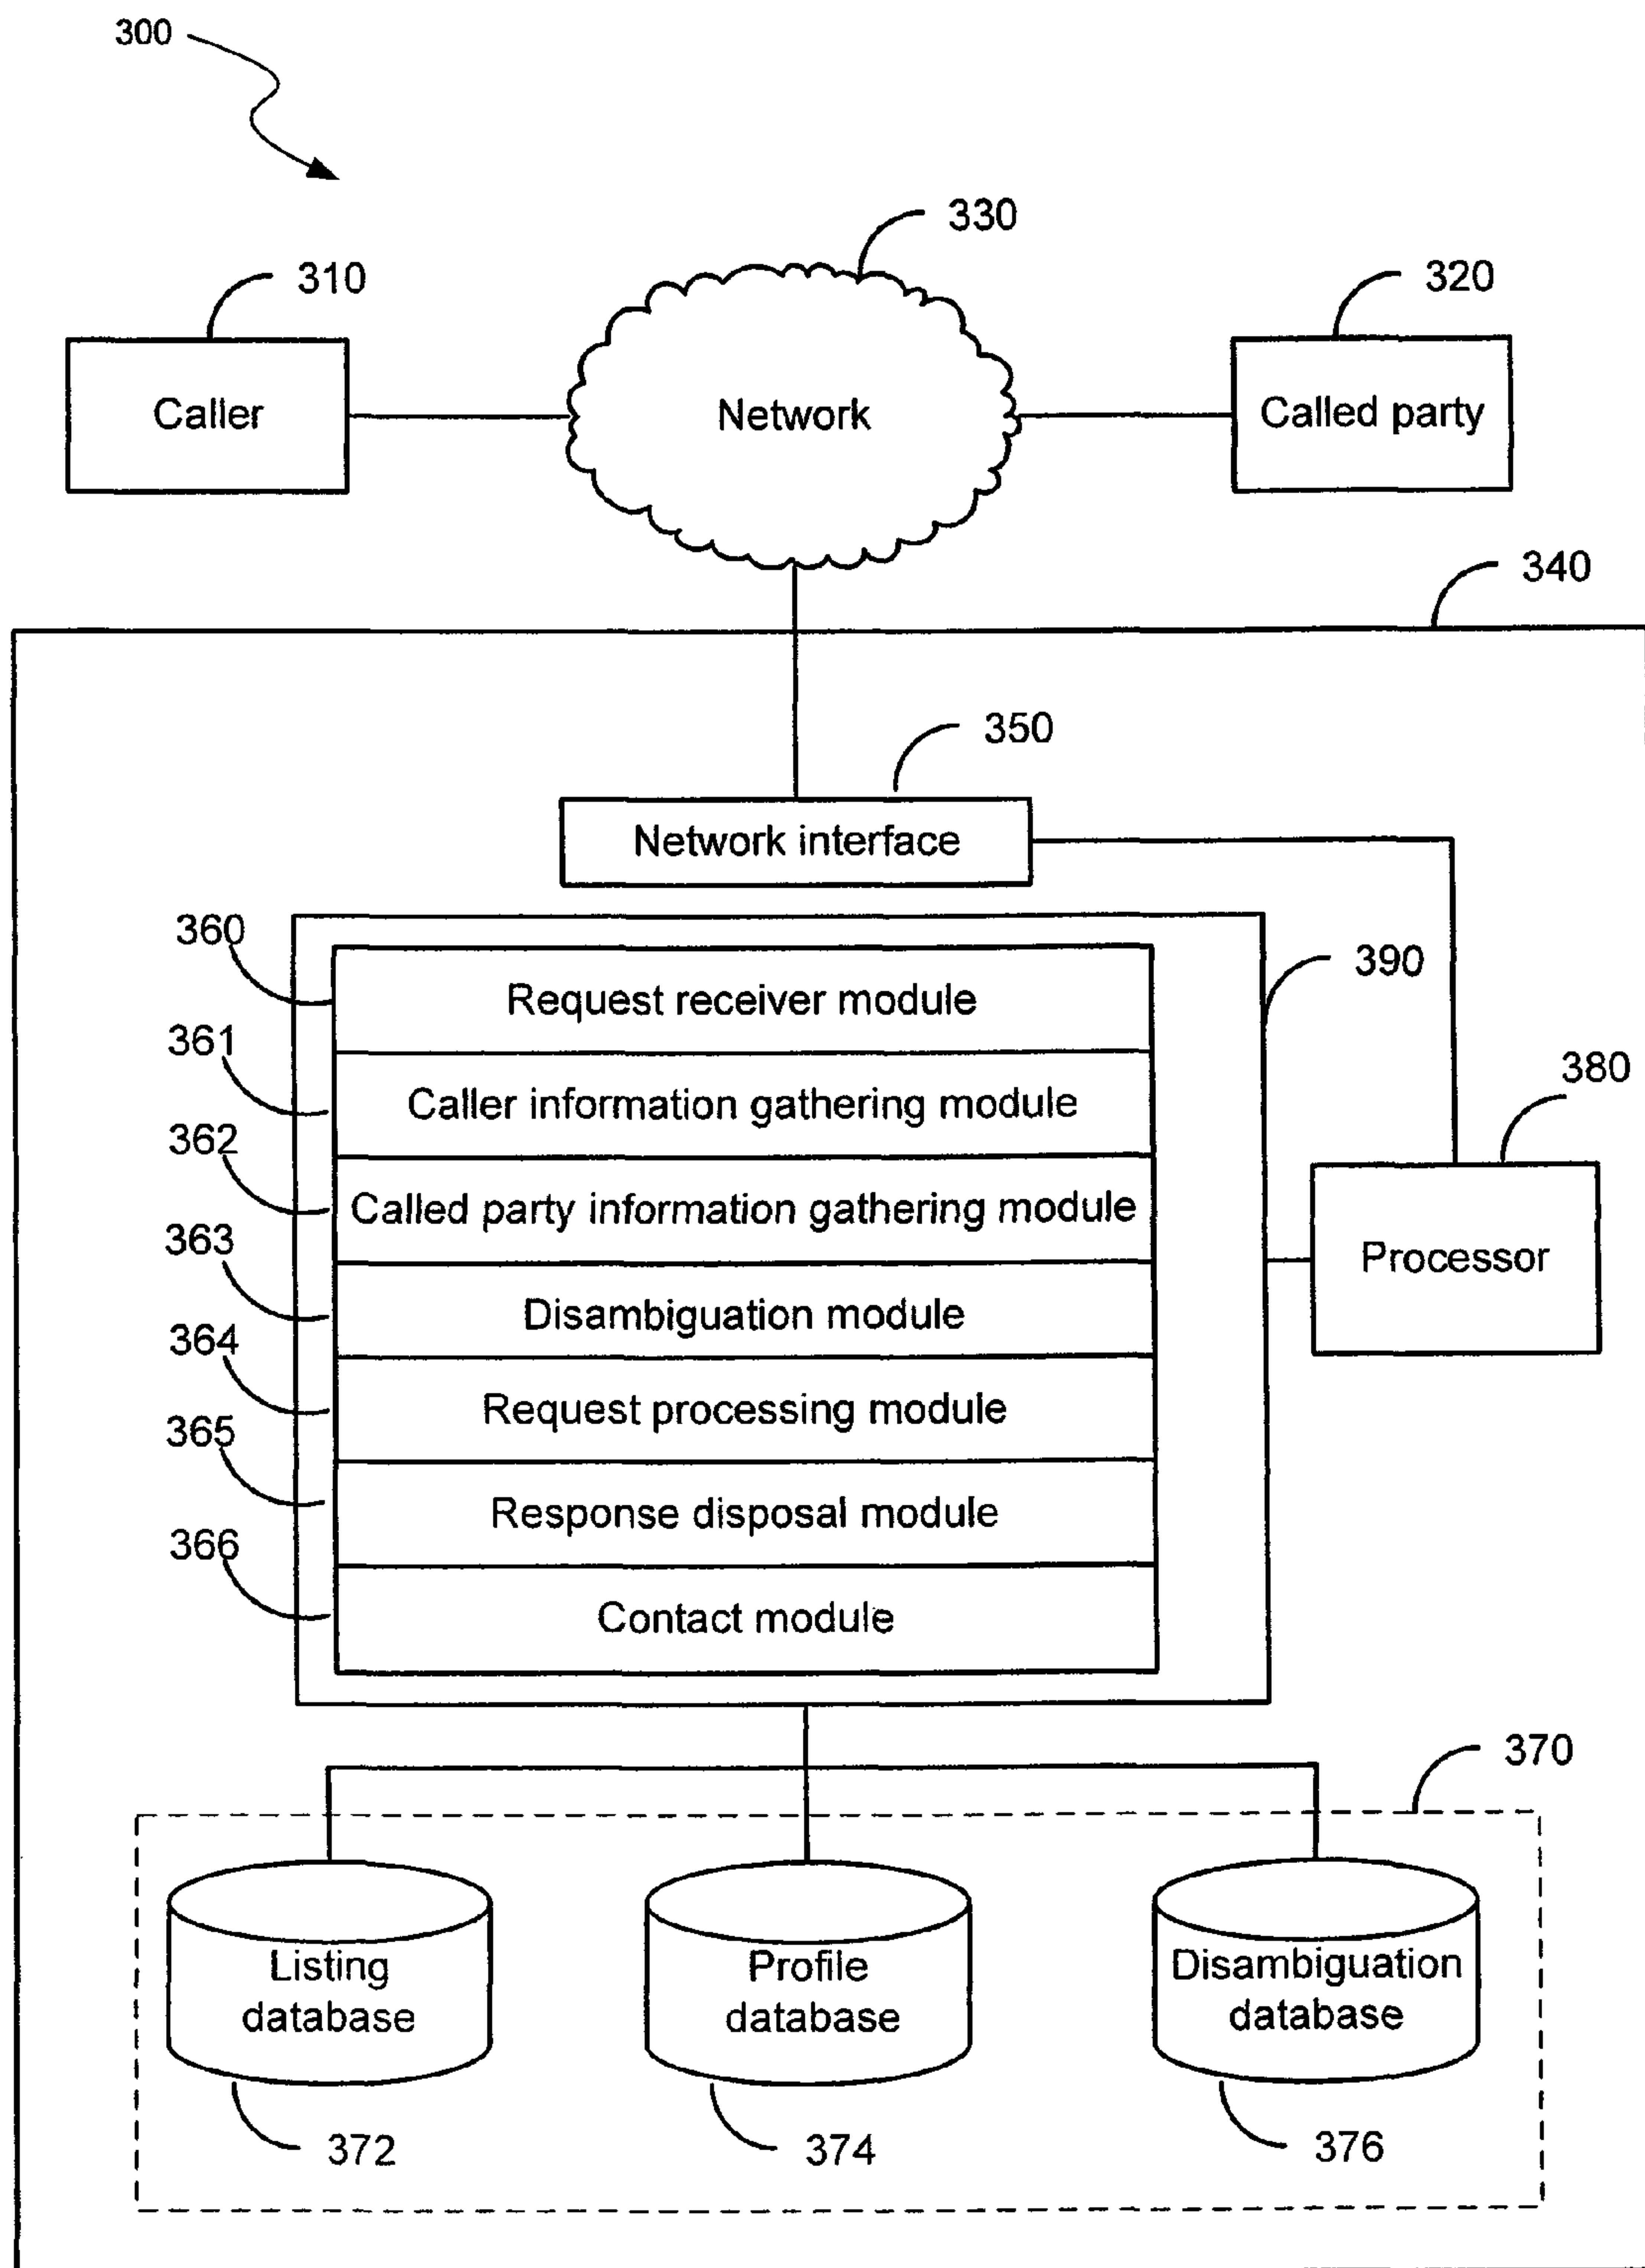 300
330
310
320
Caller
Network
Called party
340
350
Network interface
360
390
Request receiver module
361
380
Caller information gathering module
362
Called party information gathering module
363
Processor
Disambiguation module
364
Request processing module
365
Response disposal module
366
Contact module
370
Listing
database
Profile
database
Disambiguation
database
372
374
376